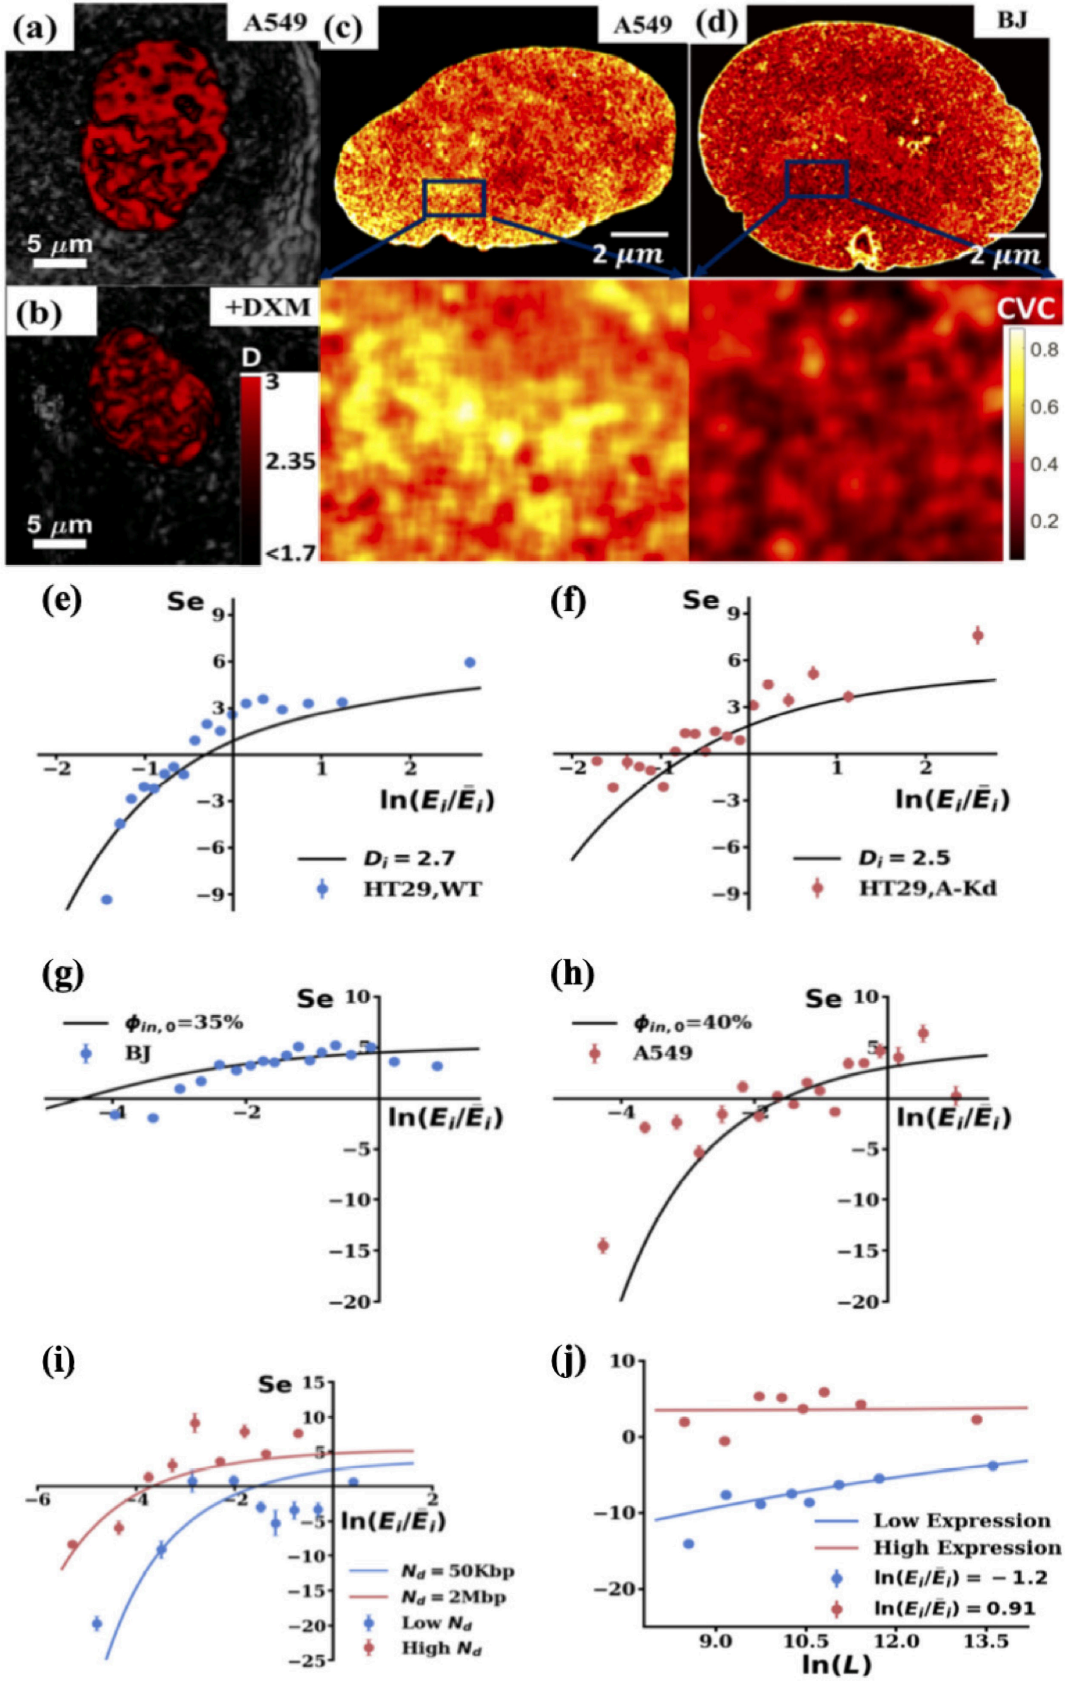 (a)
A549
5 μm
(b)
+DXM
D
3
2.35
<1.7
5 μm
(c)
A549
2 μm
(d)
BJ
2 μm
CVC
0.8
0.6
0.4
0.2
(e)
Se
9
6
3
−3
−6
−9
−2
−1
1
2
ln(Eᵢ/Ēᵢ)
Dᵢ = 2.7
HT29,WT
(f)
Se
9
6
3
−3
−6
−9
−2
−1
1
2
ln(Eᵢ/Ēᵢ)
Dᵢ = 2.5
HT29,A-Kd
(g)
Se
10
5
−5
−10
−15
−20
−4
−2
ln(Eᵢ/Ēᵢ)
ϕin,0=35%
BJ
(h)
Se
10
5
−5
−10
−15
−20
−4
−2
ln(Eᵢ/Ēᵢ)
ϕin,0=40%
A549
(i)
Se
15
10
5
−5
−10
−15
−20
−25
−6
−4
−2
2
ln(Eᵢ/Ēᵢ)
Nd = 50Kbp
Nd = 2Mbp
Low Nd
High Nd
(j)
10
0
−10
−20
Low Expression
High Expression
ln(Eᵢ/Ēᵢ) = −1.2
ln(Eᵢ/Ēᵢ) = 0.91
9.0
10.5
12.0
13.5
ln(L)